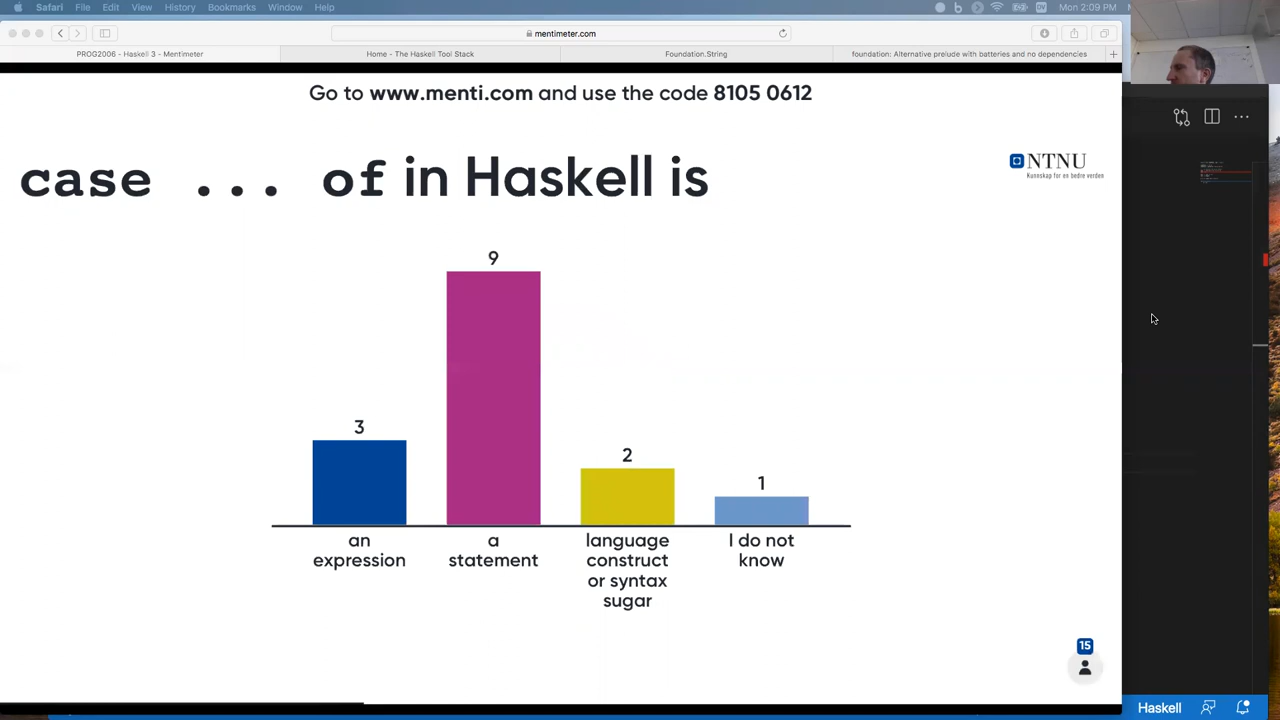 Safari File Edit View History Bookmarks Window Help Mon 2:09 PM
mentimeter.com
PROG2006 - Haskell 3 - Mentimeter Home - The Haskell Tool Stack Foundation.String foundation: Alternative prelude with batteries and no dependencies
Go to www.menti.com and use the code 8105 0612
case ... of in Haskell is
NTNU
Kunnskap for en bedre verden
9
3
2
1
an
expression
a
statement
language
construct
or syntax
sugar
I do not
know
15
Haskell